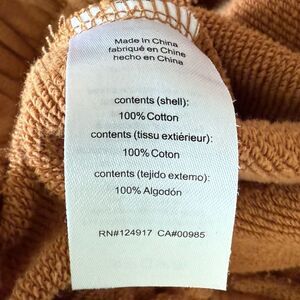 Made in China
fabriqué en Chine
hecho en China
contents (shell):
100% Cotton
contents (tissu extérieur):
100% Coton
contents (tejido externo):
100% Algodón
RN#124917 CA#00985